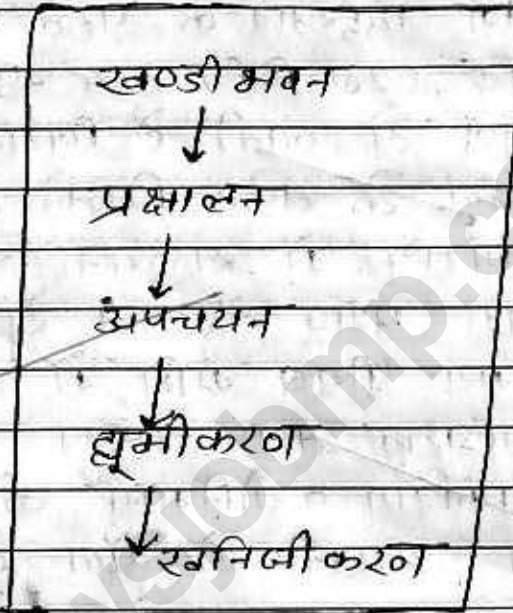 खण्डीभवन
↓
प्रक्षालन
↓
अपचयन
↓
ह्यूमीकरण
↓
खनिजीकरण